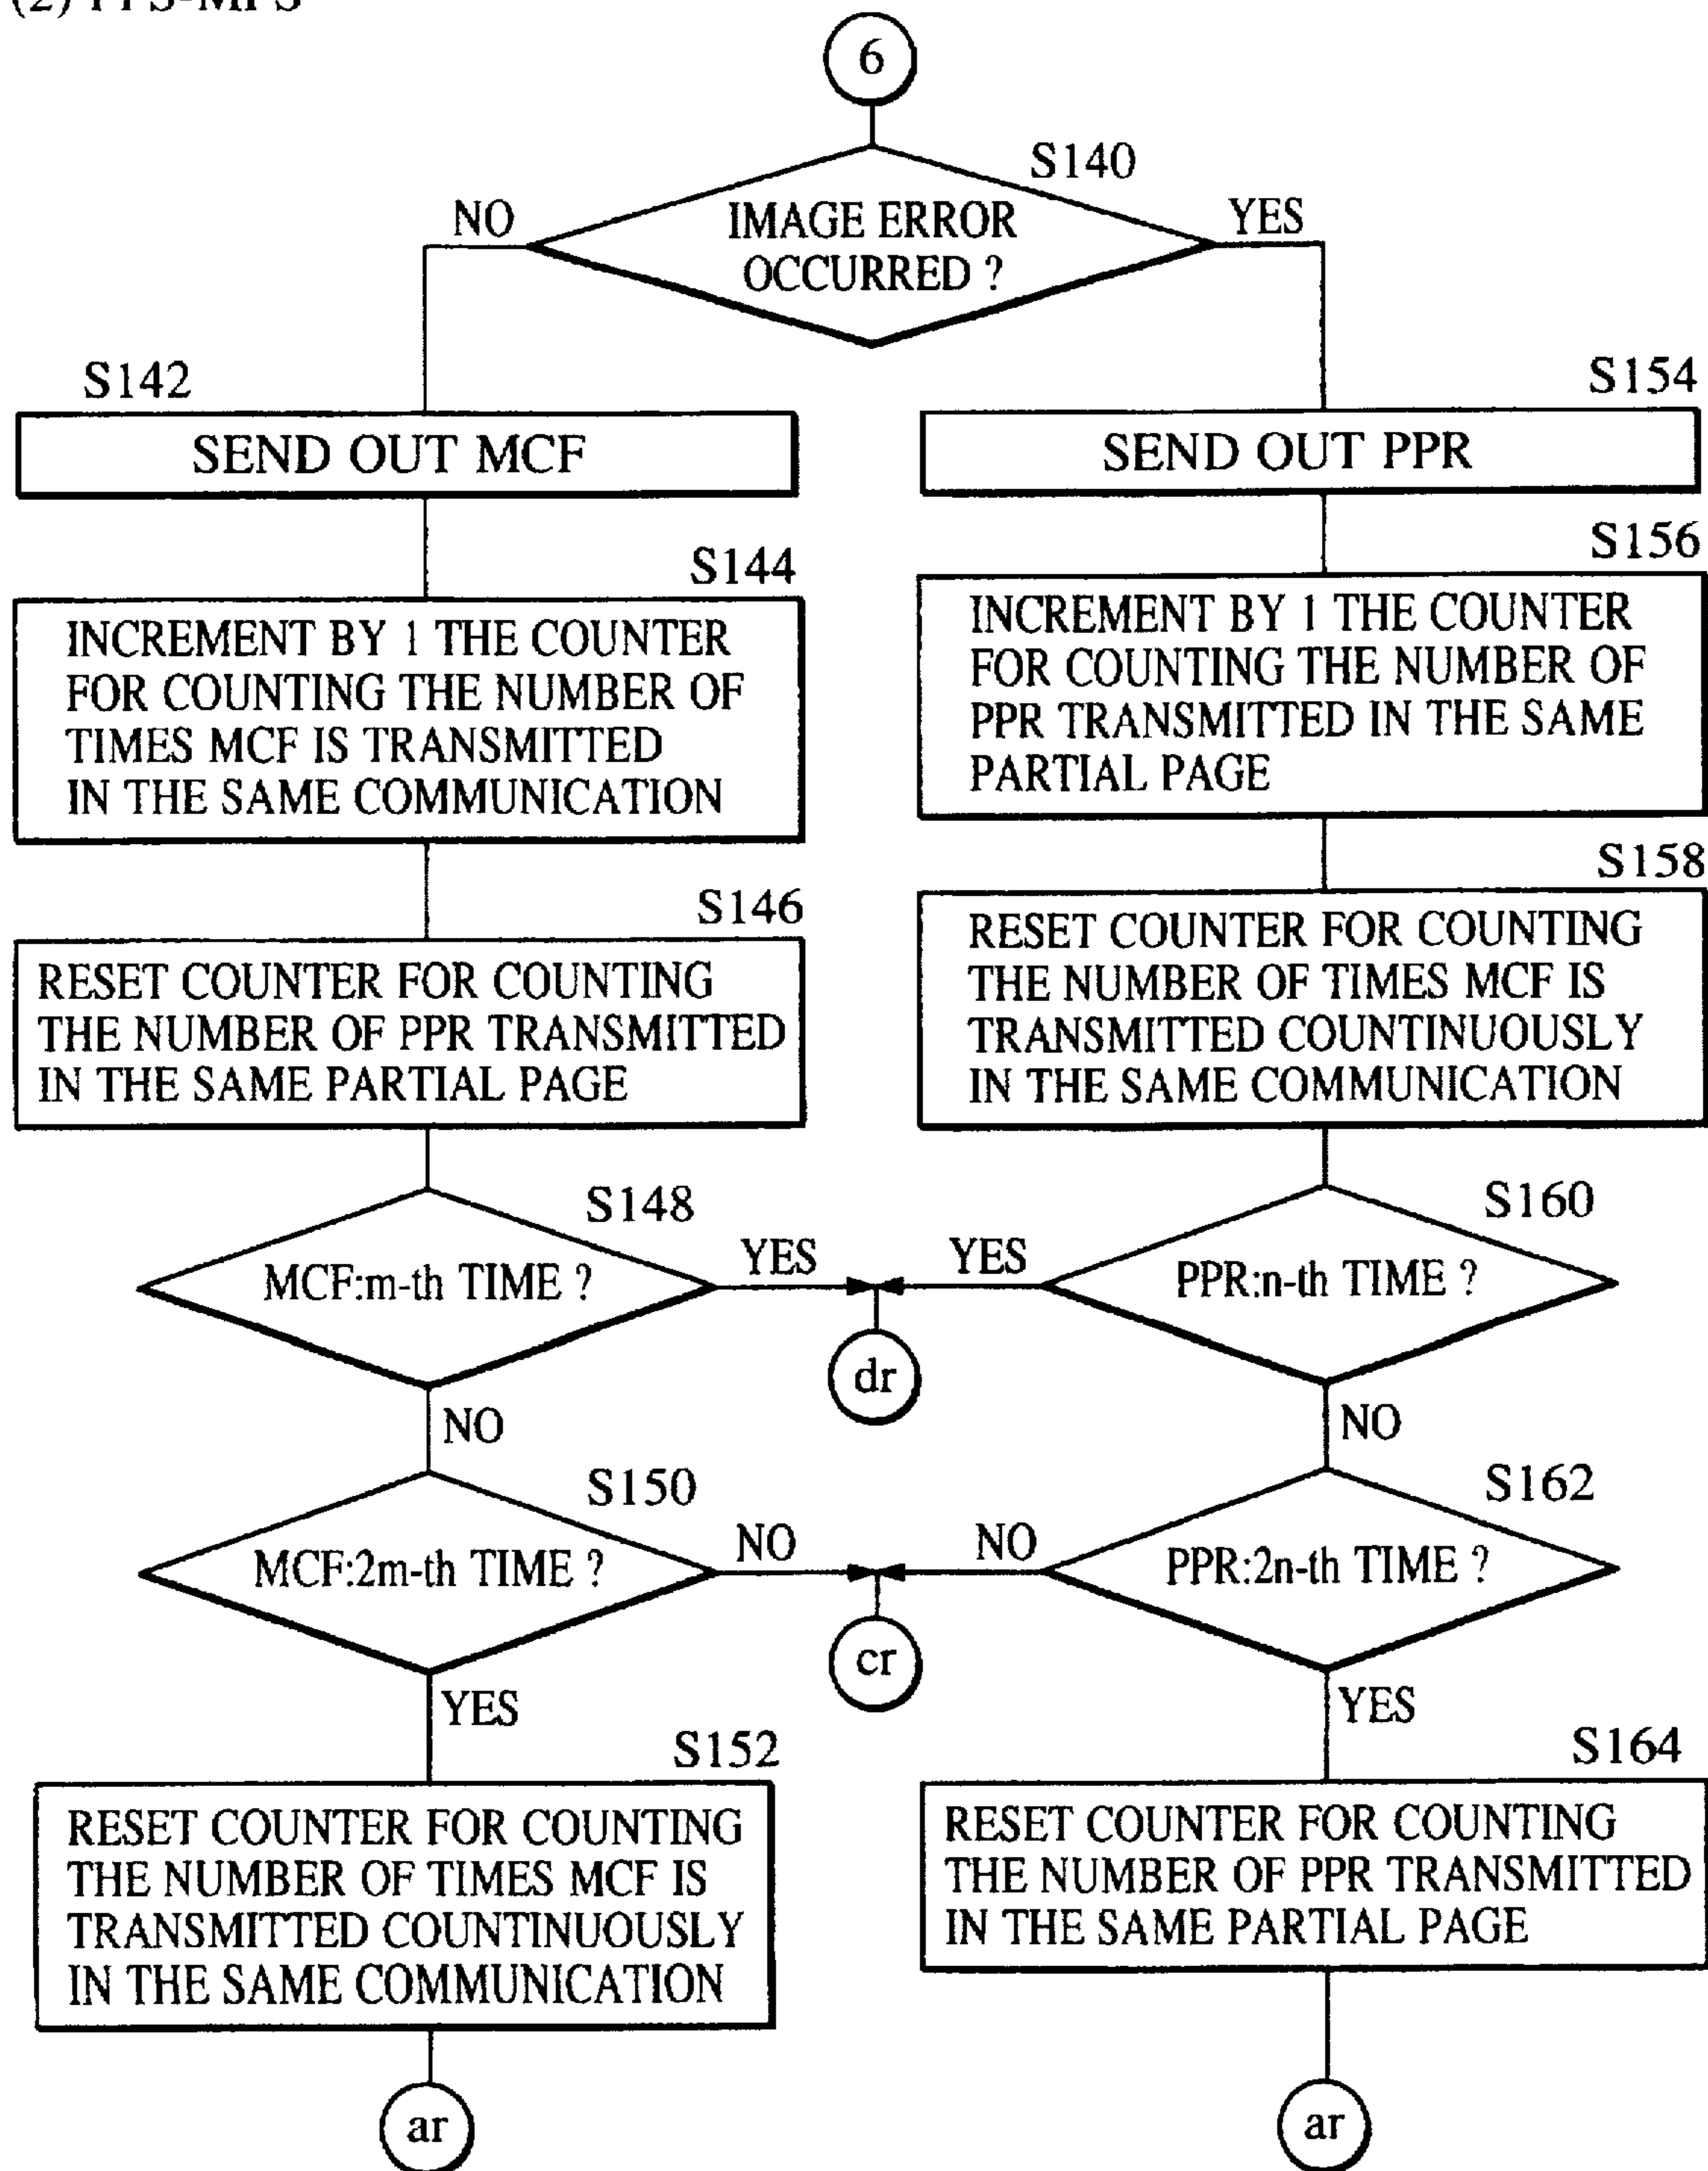 (2) PPS-MPS
6
S140
NO
IMAGE ERROR
OCCURRED ?
YES
S142
SEND OUT MCF
S144
INCREMENT BY 1 THE COUNTER
FOR COUNTING THE NUMBER OF
TIMES MCF IS TRANSMITTED
IN THE SAME COMMUNICATION
S146
RESET COUNTER FOR COUNTING
THE NUMBER OF PPR TRANSMITTED
IN THE SAME PARTIAL PAGE
S148
MCF:m-th TIME ?
YES
NO
S150
MCF:2m-th TIME ?
NO
YES
S152
RESET COUNTER FOR COUNTING
THE NUMBER OF TIMES MCF IS
TRANSMITTED COUNTINUOUSLY
IN THE SAME COMMUNICATION
ar
S154
SEND OUT PPR
S156
INCREMENT BY 1 THE COUNTER
FOR COUNTING THE NUMBER OF
PPR TRANSMITTED IN THE SAME
PARTIAL PAGE
S158
RESET COUNTER FOR COUNTING
THE NUMBER OF TIMES MCF IS
TRANSMITTED COUNTINUOUSLY
IN THE SAME COMMUNICATION
S160
YES
PPR:n-th TIME ?
dr
NO
S162
NO
PPR:2n-th TIME ?
cr
YES
S164
RESET COUNTER FOR COUNTING
THE NUMBER OF PPR TRANSMITTED
IN THE SAME PARTIAL PAGE
ar